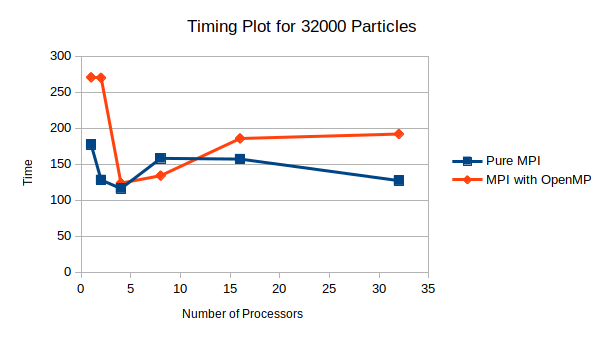 Timing Plot for 32000 Particles
300
250
200
150
100
50
0
Time
0 5 10 15 20 25 30 35
Number of Processors
Pure MPI
MPI with OpenMP